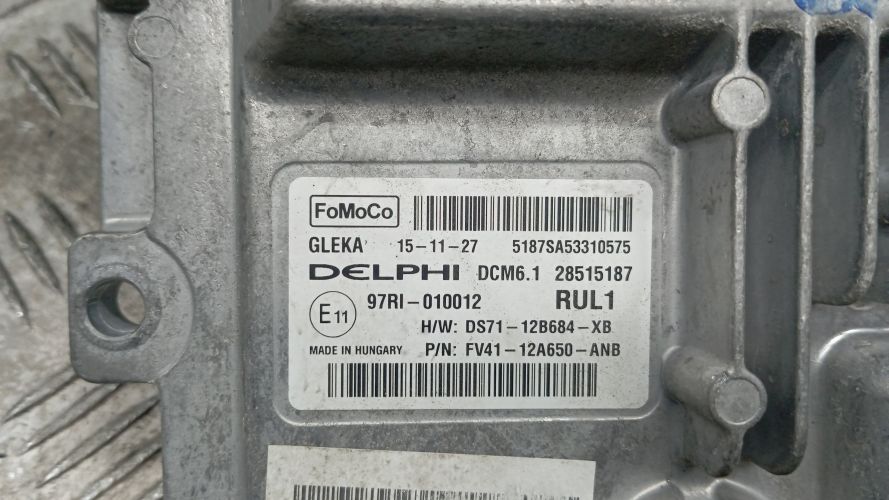 FoMoCo
GLEKA 15-11-27 5187SA53310575
DELPHI DCM6.1 28515187
E11 97RI-010012 RUL1
H/W: DS71-12B684-XB
MADE IN HUNGARY P/N: FV41-12A650-ANB